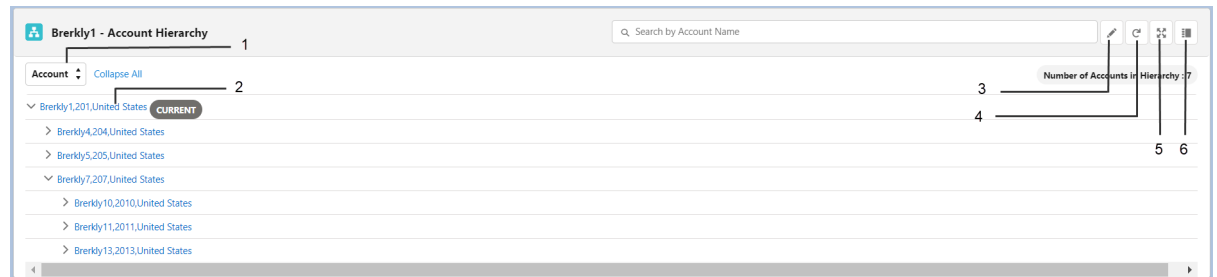 Brerkly1 - Account Hierarchy
Search by Account Name
1
Account
Collapse All
Number of Accounts in Hierarchy : 7
2
3
Brerkly1,201,United States
CURRENT
4
Brerkly4,204,United States
5
6
Brerkly5,205,United States
Brerkly7,207,United States
Brerkly10,2010,United States
Brerkly11,2011,United States
Brerkly13,2013,United States